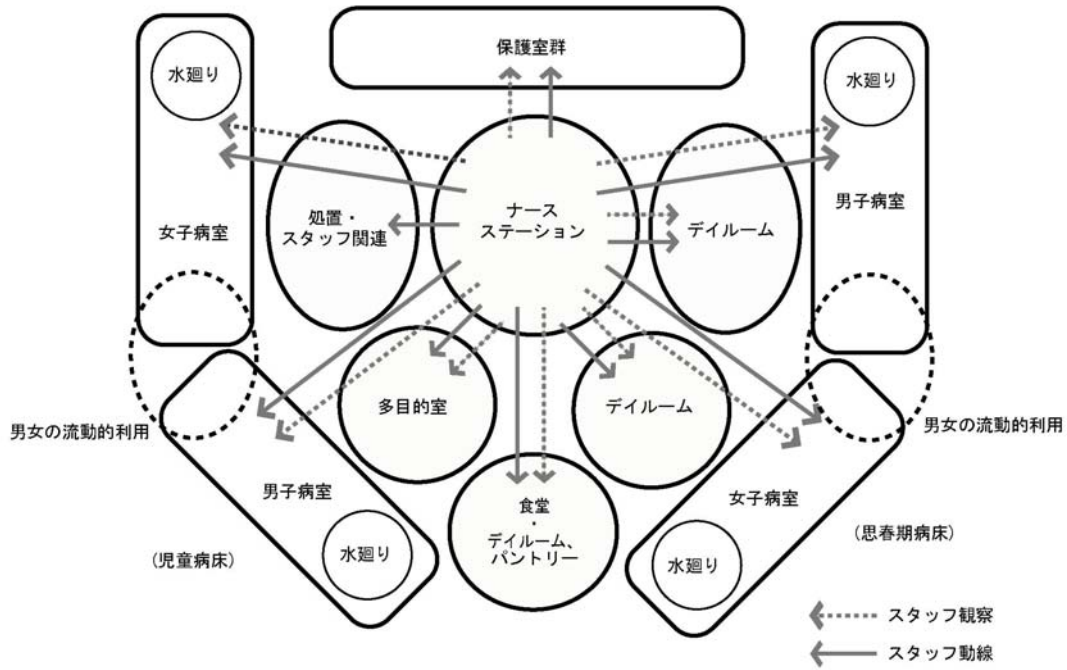 保護室群
水廻り
水廻り
ナース
ステーション
処置・
スタッフ関連
デイルーム
女子病室
男子病室
多目的室
デイルーム
男女の流動的利用
男女の流動的利用
男子病室
女子病室
食堂
・
デイルーム、
パントリー
(児童病床)
(思春期病床)
水廻り
水廻り
スタッフ観察
スタッフ動線